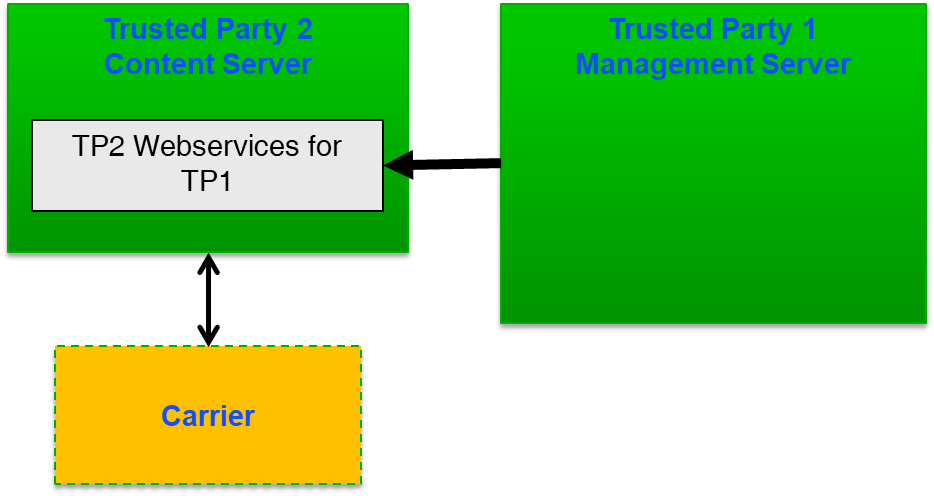 Trusted Party 2
Content Server
TP2 Webservices for
TP1
Trusted Party 1
Management Server
Carrier